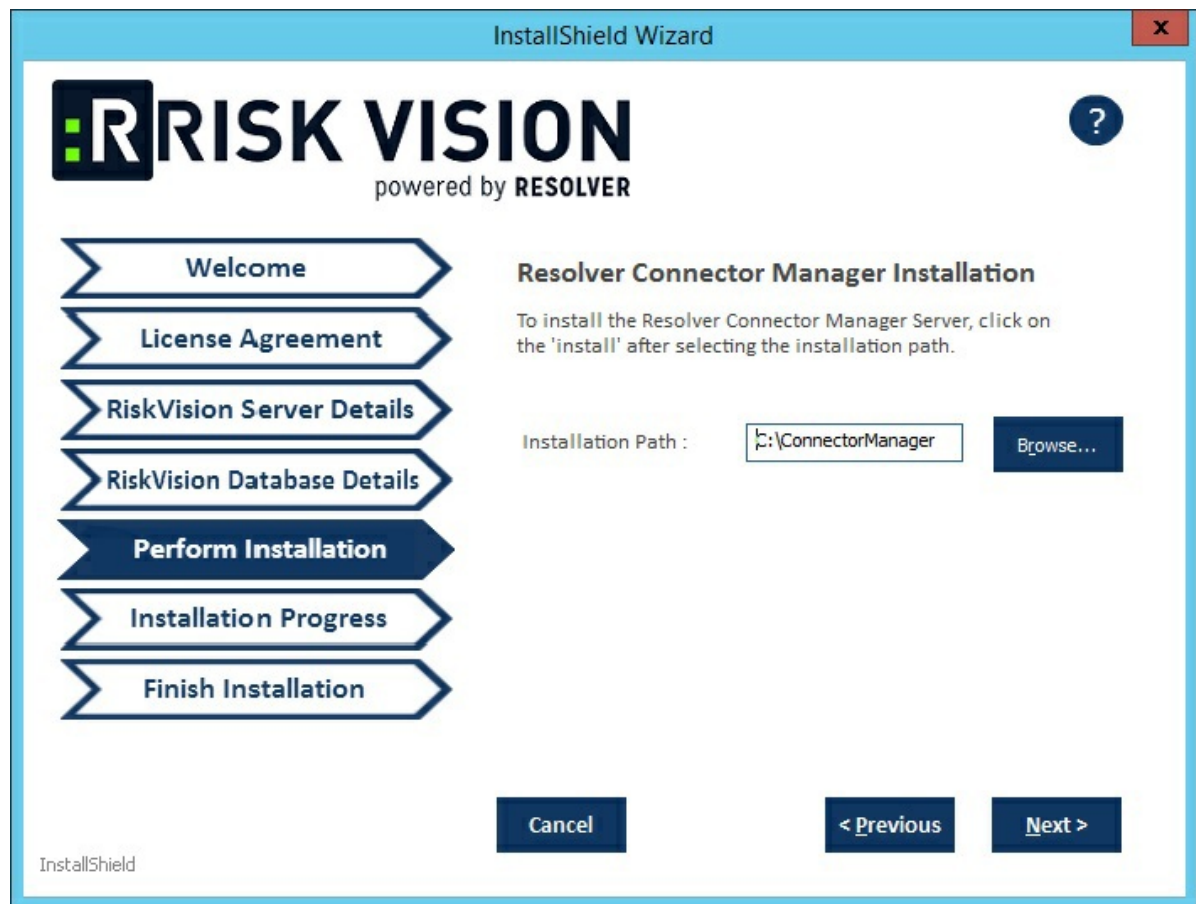 InstallShield Wizard
x
:R RISK VISION
powered by RESOLVER
?
Welcome
License Agreement
RiskVision Server Details
RiskVision Database Details
Perform Installation
Installation Progress
Finish Installation
Resolver Connector Manager Installation
To install the Resolver Connector Manager Server, click on
the 'install' after selecting the installation path.
Installation Path : C:\ConnectorManager Browse...
Cancel < Previous Next >
InstallShield